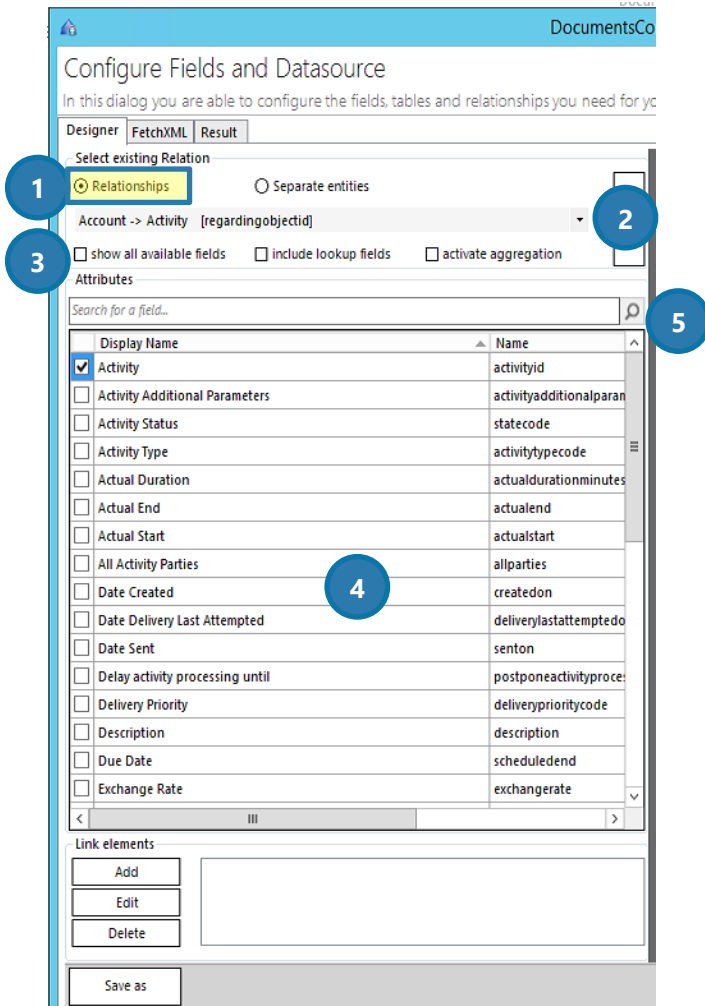 DocumentsCo
Configure Fields and Datasource
In this dialog you are able to configure the fields, tables and relationships you need for yo
Designer FetchXML Result
Select existing Relation
1 Relationships Separate entities
Account -> Activity [regardingobjectid] 2
3 show all available fields include lookup fields activate aggregation
Attributes
Search for a field... 5
Display Name Name
Activity activityid
Activity Additional Parameters activityadditionalparam
Activity Status statecode
Activity Type activitytypecode
Actual Duration actualdurationminutes
Actual End actualend
Actual Start actualstart
All Activity Parties allparties
Date Created 4 createdon
Date Delivery Last Attempted deliverylastattemptedo
Date Sent senton
Delay activity processing until postponeactivityproces
Delivery Priority deliveryprioritycode
Description description
Due Date scheduledend
Exchange Rate exchangerate
Link elements
Add
Edit
Delete
Save as